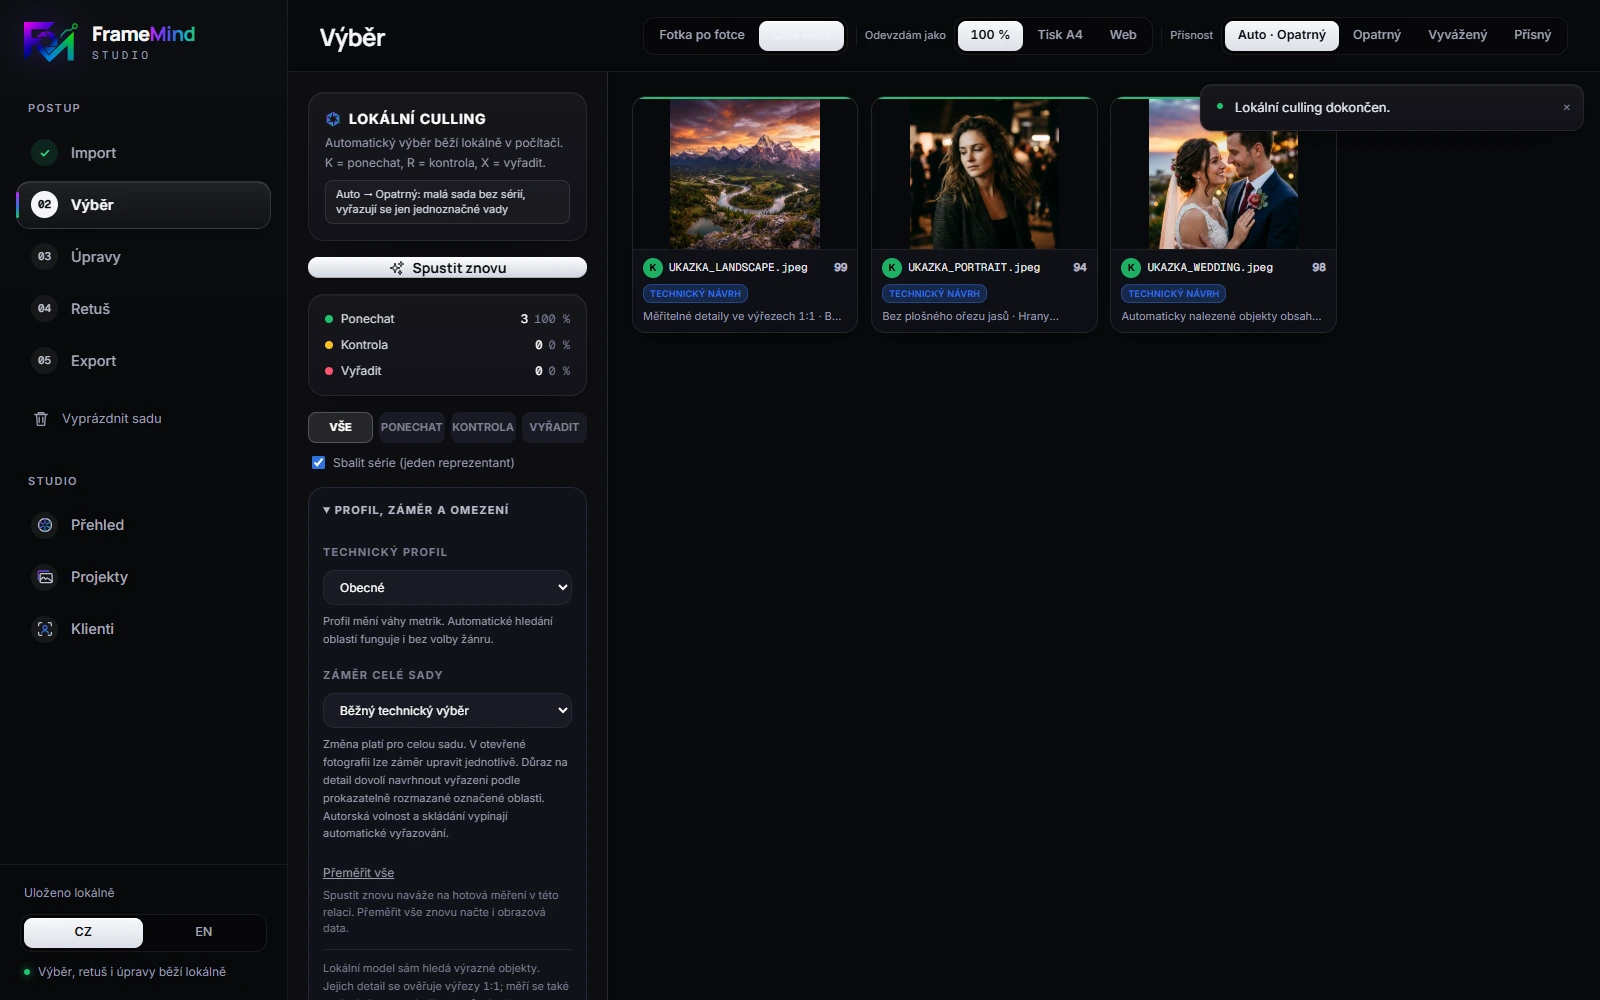 FrameMind
STUDIO
POSTUP
Import
02 Výběr
03 Úpravy
04 Retuš
05 Export
Vyprázdnit sadu
STUDIO
Přehled
Projekty
Klienti
Uloženo lokálně
CZ EN
Výběr, retuš i úpravy běží lokálně
Výběr
Fotka po fotce
Odevzdám jako 100 % Tisk A4 Web
Přísnost Auto · Opatrný Opatrný Vyvážený Přísný
LOKÁLNÍ CULLING
Automatický výběr běží lokálně v počítači.
K = ponechat, R = kontrola, X = vyřadit.
Auto → Opatrný: malá sada bez sérií,
vyřazují se jen jednoznačné vady
Spustit znovu
Ponechat 3 100 %
Kontrola 0 0 %
Vyřadit 0 0 %
VŠE PONECHAT KONTROLA VYŘADIT
Sbalit série (jeden reprezentant)
▼ PROFIL, ZÁMĚR A OMEZENÍ
TECHNICKÝ PROFIL
Obecné
Profil mění váhy metrik. Automatické hledání
oblastí funguje i bez volby žánru.
ZÁMĚR CELÉ SADY
Běžný technický výběr
Změna platí pro celou sadu. V otevřené
fotografii lze záměr upravit jednotlivě. Důraz na
detail dovolí navrhnout vyřazení podle
prokazatelně rozmazané označené oblasti.
Autorská volnost a skládání vypínají
automatické vyřazování.
Přeměřit vše
Spustit znovu naváže na hotová měření v této
relaci. Přeměřit vše znovu načte i obrazová
data.
Lokální model sám hledá výrazné objekty.
Jejich detail se ověřuje výřezy 1:1; měří se také
Lokální culling dokončen. ×
K UKAZKA_LANDSCAPE.jpeg 99
TECHNICKÝ NÁVRH
Měřitelné detaily ve výřezech 1:1 · B...
K UKAZKA_PORTRAIT.jpeg 94
TECHNICKÝ NÁVRH
Bez plošného ořezu jasů · Hrany...
K UKAZKA_WEDDING.jpeg 98
TECHNICKÝ NÁVRH
Automaticky nalezené objekty obsah...